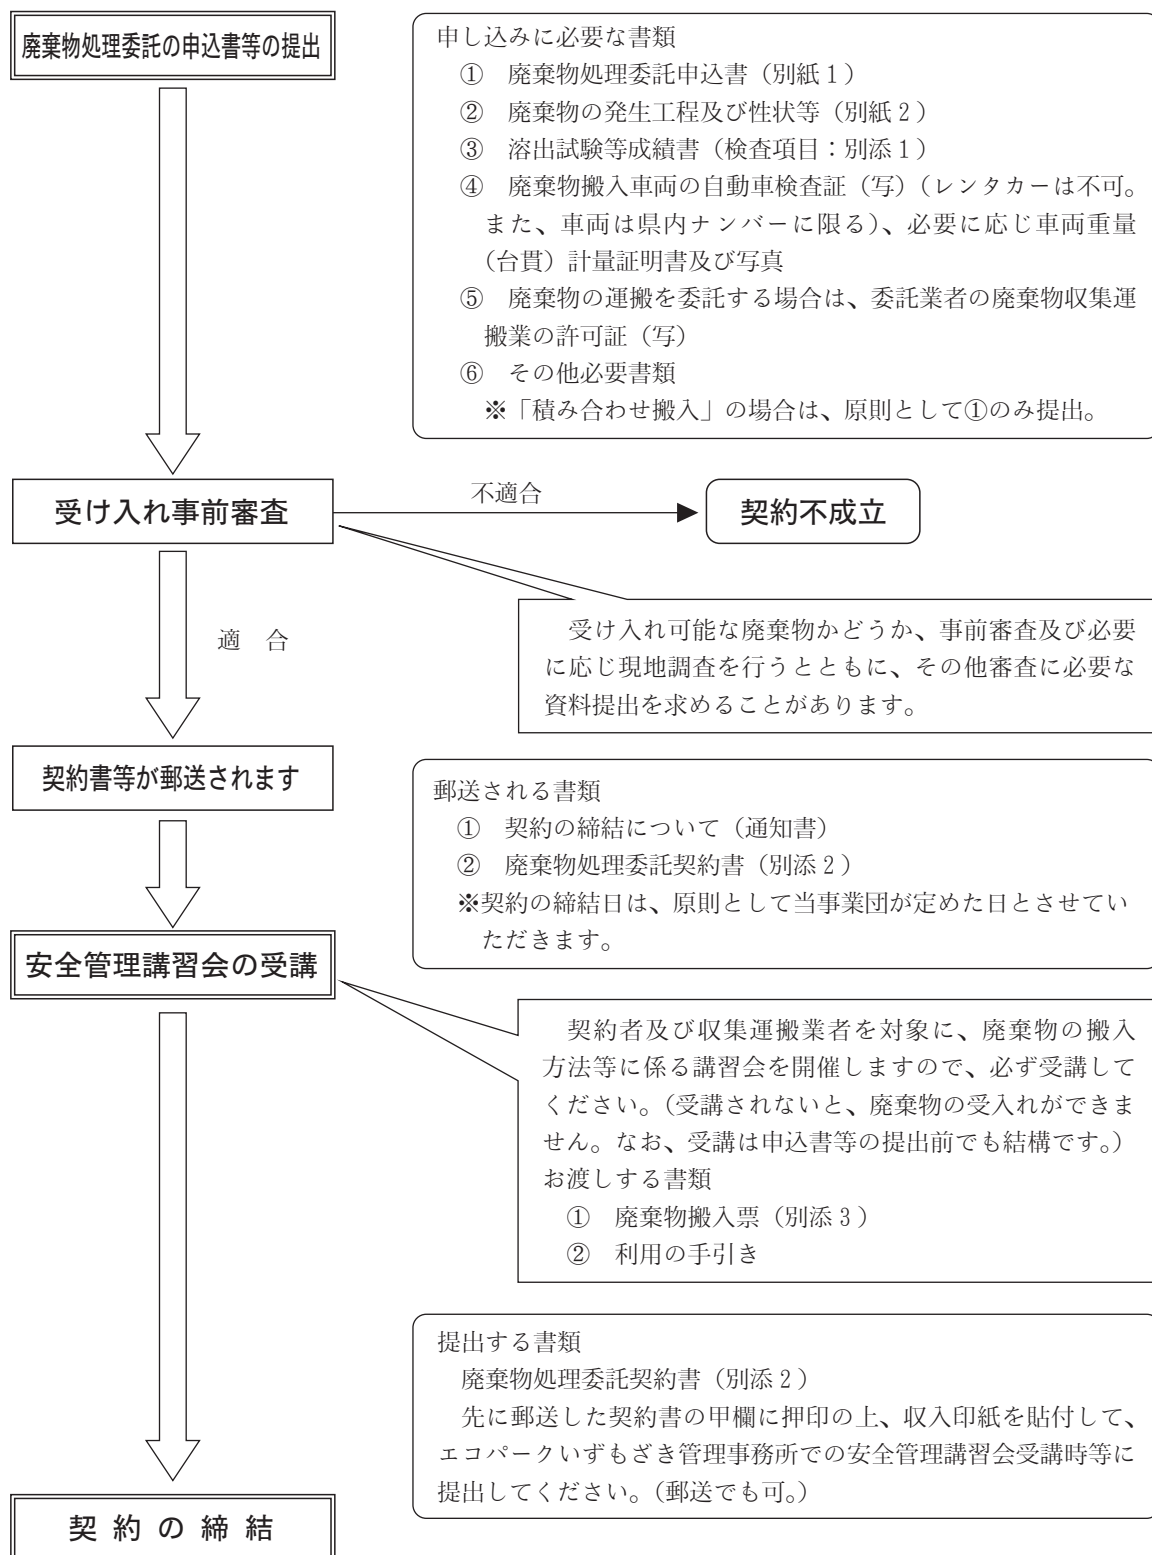 廃棄物処理委託の申込書等の提出
申し込みに必要な書類
① 廃棄物処理委託申込書（別紙１）
② 廃棄物の発生工程及び性状等（別紙２）
③ 溶出試験等成績書（検査項目：別添１）
④ 廃棄物搬入車両の自動車検査証（写）（レンタカーは不可。
また、車両は県内ナンバーに限る）、必要に応じ車両重量
（台貫）計量証明書及び写真
⑤ 廃棄物の運搬を委託する場合は、委託業者の廃棄物収集運
搬業の許可証（写）
⑥ その他必要書類
※「積み合わせ搬入」の場合は、原則として①のみ提出。
受け入れ事前審査
不適合
契約不成立
適　合
受け入れ可能な廃棄物かどうか、事前審査及び必要
に応じ現地調査を行うとともに、その他審査に必要な
資料提出を求めることがあります。
契約書等が郵送されます
郵送される書類
① 契約の締結について（通知書）
② 廃棄物処理委託契約書（別添２）
※契約の締結日は、原則として当事業団が定めた日とさせてい
ただきます。
安全管理講習会の受講
契約者及び収集運搬業者を対象に、廃棄物の搬入
方法等に係る講習会を開催しますので、必ず受講して
ください。（受講されないと、廃棄物の受入れができま
せん。なお、受講は申込書等の提出前でも結構です。）
お渡しする書類
① 廃棄物搬入票（別添３）
② 利用の手引き
提出する書類
廃棄物処理委託契約書（別添２）
先に郵送した契約書の甲欄に押印の上、収入印紙を貼付して、
エコパークいずもざき管理事務所での安全管理講習会受講時等に
提出してください。（郵送でも可。）
契 約 の 締 結